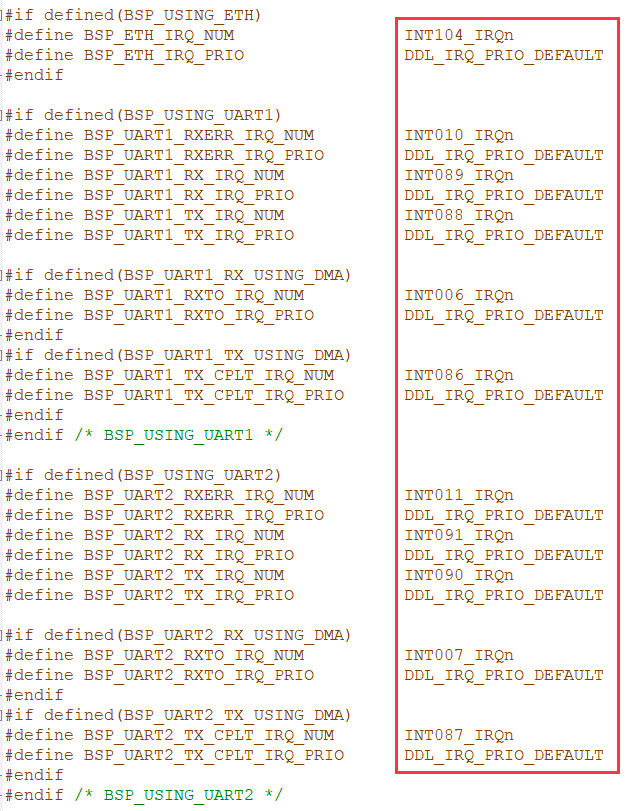 #if defined(BSP_USING_ETH)
#define BSP_ETH_IRQ_NUM INT104_IRQn
#define BSP_ETH_IRQ_PRIO DDL_IRQ_PRIO_DEFAULT
#endif
#if defined(BSP_USING_UART1)
#define BSP_UART1_RXERR_IRQ_NUM INT010_IRQn
#define BSP_UART1_RXERR_IRQ_PRIO DDL_IRQ_PRIO_DEFAULT
#define BSP_UART1_RX_IRQ_NUM INT089_IRQn
#define BSP_UART1_RX_IRQ_PRIO DDL_IRQ_PRIO_DEFAULT
#define BSP_UART1_TX_IRQ_NUM INT088_IRQn
#define BSP_UART1_TX_IRQ_PRIO DDL_IRQ_PRIO_DEFAULT
#if defined(BSP_UART1_RX_USING_DMA)
#define BSP_UART1_RXTO_IRQ_NUM INT006_IRQn
#define BSP_UART1_RXTO_IRQ_PRIO DDL_IRQ_PRIO_DEFAULT
#endif
#if defined(BSP_UART1_TX_USING_DMA)
#define BSP_UART1_TX_CPLT_IRQ_NUM INT086_IRQn
#define BSP_UART1_TX_CPLT_IRQ_PRIO DDL_IRQ_PRIO_DEFAULT
#endif
#endif /* BSP_USING_UART1 */
#if defined(BSP_USING_UART2)
#define BSP_UART2_RXERR_IRQ_NUM INT011_IRQn
#define BSP_UART2_RXERR_IRQ_PRIO DDL_IRQ_PRIO_DEFAULT
#define BSP_UART2_RX_IRQ_NUM INT091_IRQn
#define BSP_UART2_RX_IRQ_PRIO DDL_IRQ_PRIO_DEFAULT
#define BSP_UART2_TX_IRQ_NUM INT090_IRQn
#define BSP_UART2_TX_IRQ_PRIO DDL_IRQ_PRIO_DEFAULT
#if defined(BSP_UART2_RX_USING_DMA)
#define BSP_UART2_RXTO_IRQ_NUM INT007_IRQn
#define BSP_UART2_RXTO_IRQ_PRIO DDL_IRQ_PRIO_DEFAULT
#endif
#if defined(BSP_UART2_TX_USING_DMA)
#define BSP_UART2_TX_CPLT_IRQ_NUM INT087_IRQn
#define BSP_UART2_TX_CPLT_IRQ_PRIO DDL_IRQ_PRIO_DEFAULT
#endif
#endif /* BSP_USING_UART2 */